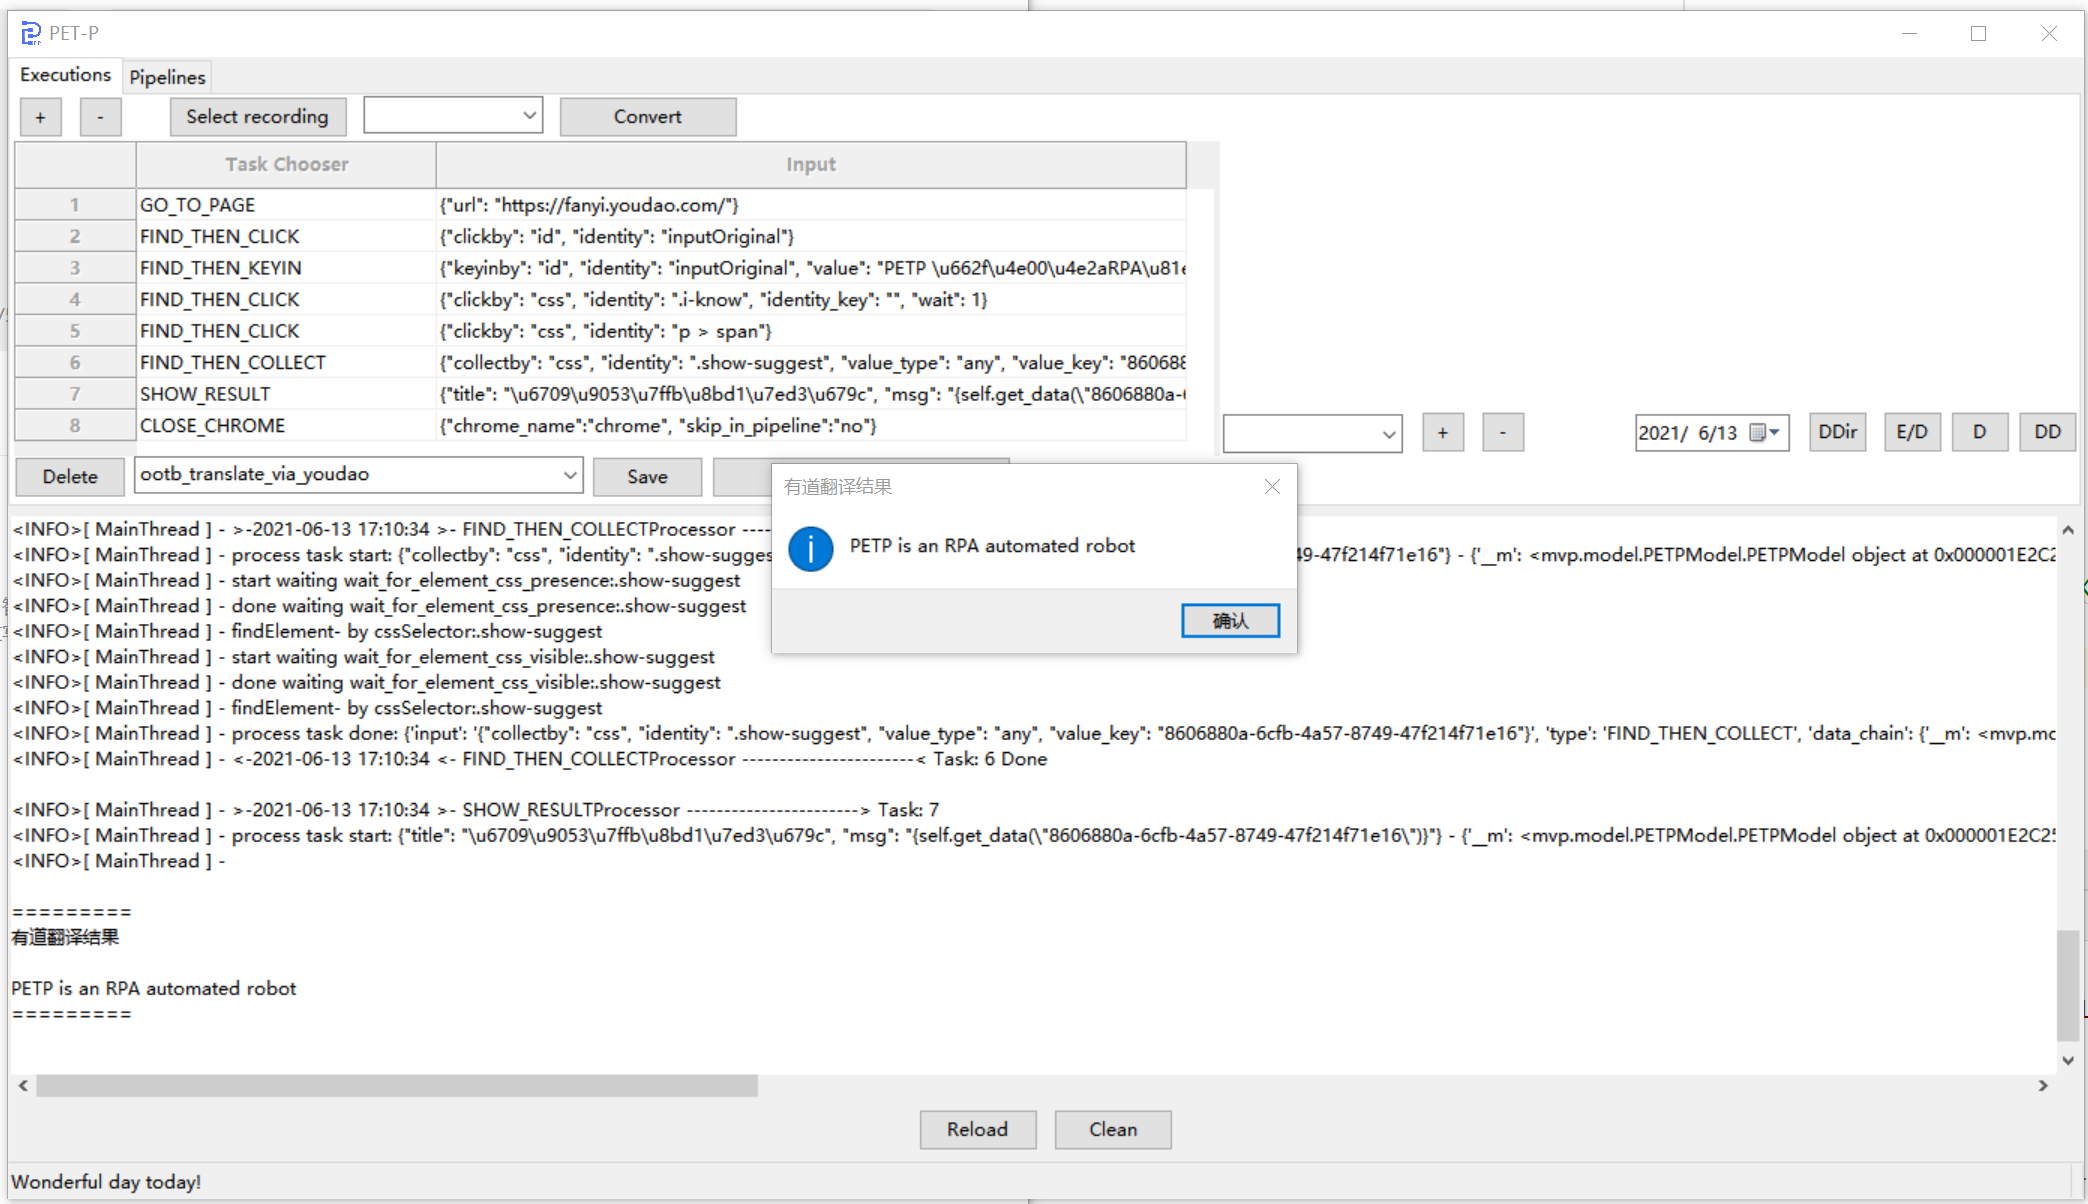 PET-P
Executions Pipelines
+ - Select recording Convert
Task Chooser Input
1 GO_TO_PAGE {"url": "https://fanyi.youdao.com/"}
2 FIND_THEN_CLICK {"clickby": "id", "identity": "inputOriginal"}
3 FIND_THEN_KEYIN {"keyinby": "id", "identity": "inputOriginal", "value": "PETP \u662f\u4e00\u4e2aRPA\u81e
4 FIND_THEN_CLICK {"clickby": "css", "identity": ".i-know", "identity_key": "", "wait": 1}
5 FIND_THEN_CLICK {"clickby": "css", "identity": "p > span"}
6 FIND_THEN_COLLECT {"collectby": "css", "identity": ".show-suggest", "value_type": "any", "value_key": "860688
7 SHOW_RESULT {"title": "\u6709\u9053\u7ffb\u8bd1\u7ed3\u679c", "msg": "{self.get_data(\"8606880a-6
8 CLOSE_CHROME {"chrome_name":"chrome", "skip_in_pipeline":"no"}
+ - 2021/ 6/13 DDir E/D D DD
Delete ootb_translate_via_youdao Save
有道翻译结果
PETP is an RPA automated robot
确认
<INFO>[ MainThread ] - >-2021-06-13 17:10:34 >- FIND_THEN_COLLECTProcessor ----
<INFO>[ MainThread ] - process task start: {"collectby": "css", "identity": ".show-sugges 49-47f214f71e16"} - {'__m': <mvp.model.PETPModel.PETPModel object at 0x000001E2C2
<INFO>[ MainThread ] - start waiting wait_for_element_css_presence:.show-suggest
<INFO>[ MainThread ] - done waiting wait_for_element_css_presence:.show-suggest
<INFO>[ MainThread ] - findElement- by cssSelector:.show-suggest
<INFO>[ MainThread ] - start waiting wait_for_element_css_visible:.show-suggest
<INFO>[ MainThread ] - done waiting wait_for_element_css_visible:.show-suggest
<INFO>[ MainThread ] - findElement- by cssSelector:.show-suggest
<INFO>[ MainThread ] - process task done: {'input': '{"collectby": "css", "identity": ".show-suggest", "value_type": "any", "value_key": "8606880a-6cfb-4a57-8749-47f214f71e16"}', 'type': 'FIND_THEN_COLLECT', 'data_chain': {'__m': <mvp.mc
<INFO>[ MainThread ] - <-2021-06-13 17:10:34 <- FIND_THEN_COLLECTProcessor -----------------------< Task: 6 Done
<INFO>[ MainThread ] - >-2021-06-13 17:10:34 >- SHOW_RESULTProcessor -----------------------> Task: 7
<INFO>[ MainThread ] - process task start: {"title": "\u6709\u9053\u7ffb\u8bd1\u7ed3\u679c", "msg": "{self.get_data(\"8606880a-6cfb-4a57-8749-47f214f71e16\")}"} - {'__m': <mvp.model.PETPModel.PETPModel object at 0x000001E2C25
<INFO>[ MainThread ] -
=========
有道翻译结果
PETP is an RPA automated robot
=========
Reload Clean
Wonderful day today!